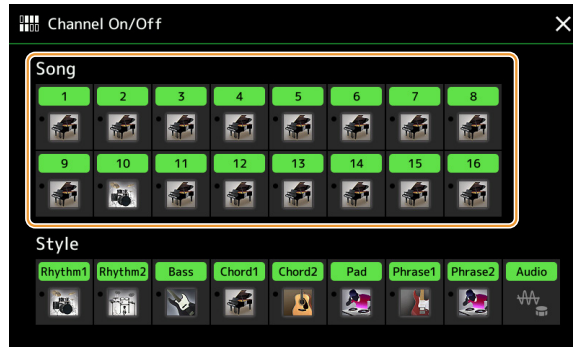 Channel On/Off
Song
1 2 3 4 5 6 7 8
9 10 11 12 13 14 15 16
Style
Rhythm1 Rhythm2 Bass Chord1 Chord2 Pad Phrase1 Phrase2 Audio